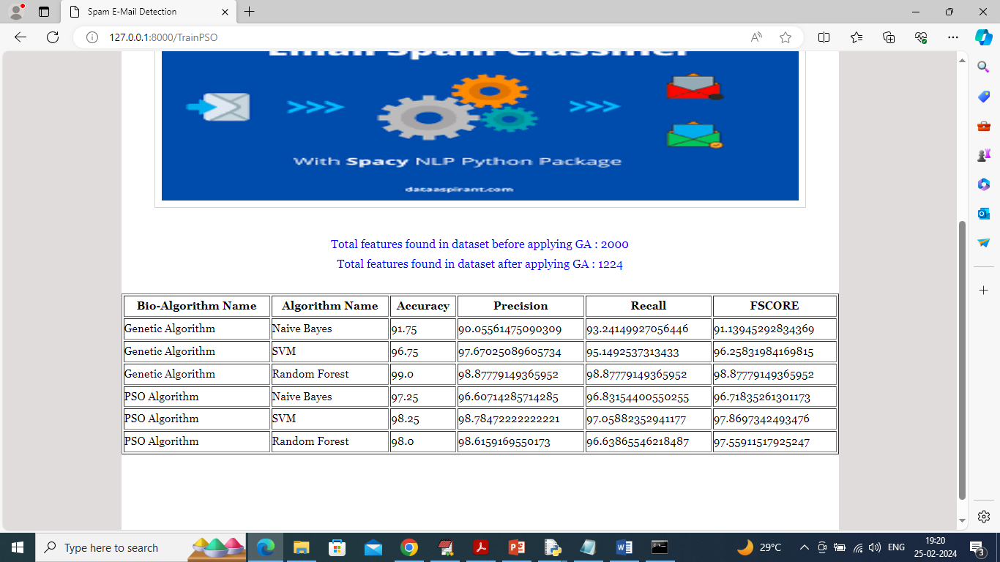 Spam E-Mail Detection
127.0.0.1:8000/TrainPSO
Email Spam Classifier
With Spacy NLP Python Package
dataaspirant.com
Total features found in dataset before applying GA : 2000
Total features found in dataset after applying GA : 1224
Bio-Algorithm Name Algorithm Name Accuracy Precision Recall FSCORE
Genetic Algorithm Naive Bayes 91.75 90.05561475090309 93.24149927056446 91.13945292834369
Genetic Algorithm SVM 96.75 97.67025089605734 95.1492537313433 96.25831984169815
Genetic Algorithm Random Forest 99.0 98.87779149365952 98.87779149365952 98.87779149365952
PSO Algorithm Naive Bayes 97.25 96.60714285714285 96.83154400550255 96.71835261301173
PSO Algorithm SVM 98.25 98.78472222222221 97.05882352941177 97.8697342493476
PSO Algorithm Random Forest 98.0 98.6159169550173 96.63865546218487 97.55911517925247
Type here to search
29°C
ENG
19:20
25-02-2024
3